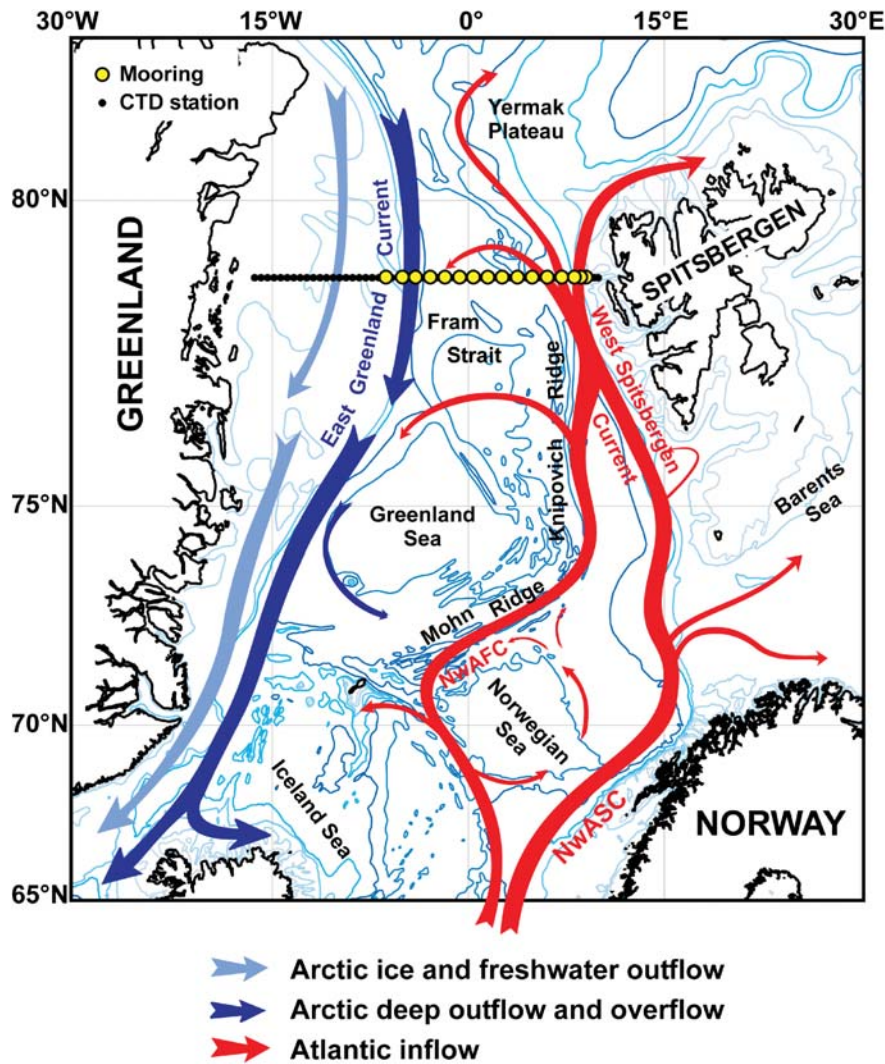 30°W 15°W 0° 15°E 30°E
Mooring
CTD station
Yermak
Plateau
80°N
GREENLAND
SPITSBERGEN
East Greenland Current
Fram
Strait
West Spitsbergen
Current
Knipovich Ridge
75°N
Greenland
Sea
Barents
Sea
Mohn Ridge
NwAFC
70°N
Norwegian
Sea
Iceland Sea
NwASC
NORWAY
65°N
Arctic ice and freshwater outflow
Arctic deep outflow and overflow
Atlantic inflow